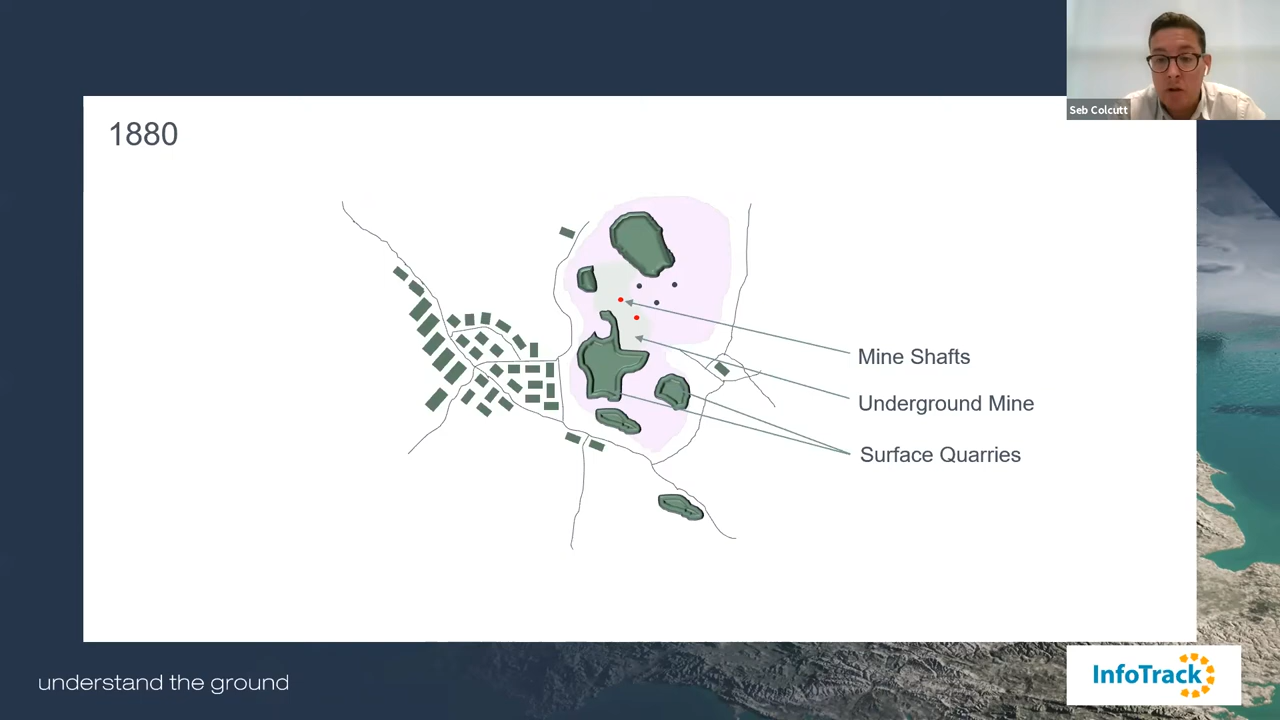 Seb Colcutt
1880
Mine Shafts
Underground Mine
Surface Quarries
understand the ground
InfoTrack